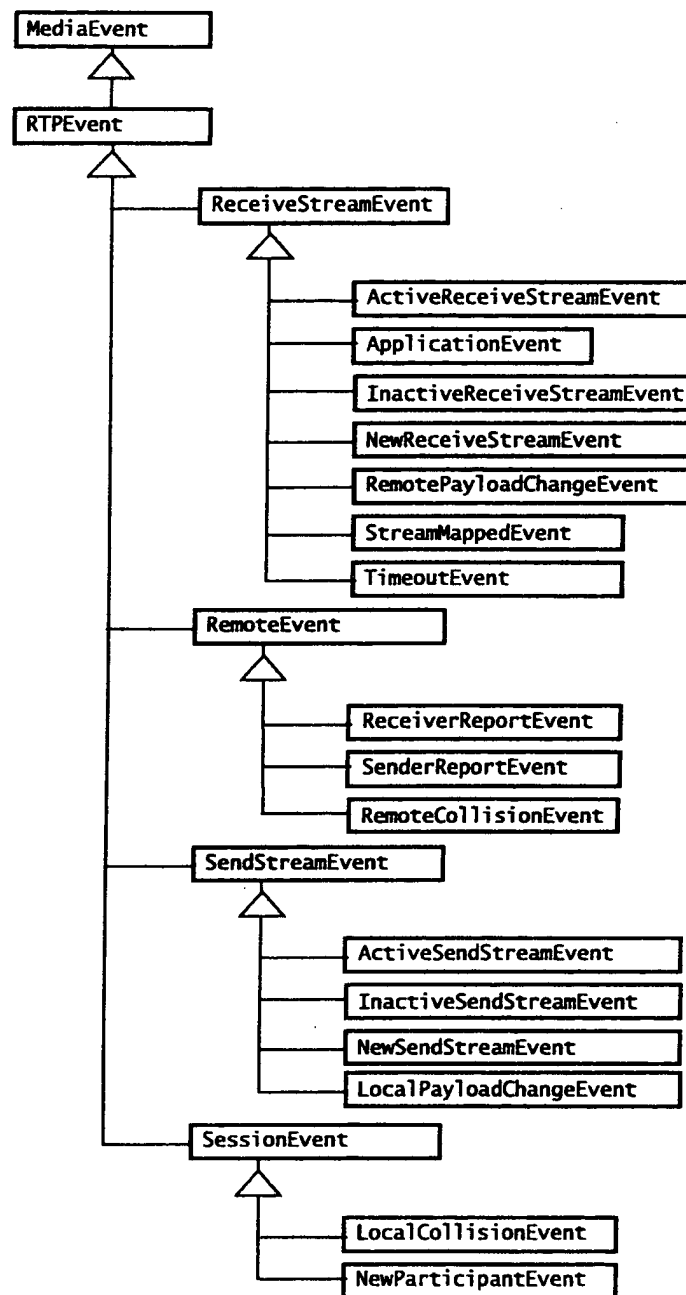 MediaEvent
RTPEvent
ReceiveStreamEvent
ActiveReceiveStreamEvent
ApplicationEvent
InactiveReceiveStreamEvent
NewReceiveStreamEvent
RemotePayloadChangeEvent
StreamMappedEvent
TimeoutEvent
RemoteEvent
ReceiverReportEvent
SenderReportEvent
RemoteCollisionEvent
SendStreamEvent
ActiveSendStreamEvent
InactiveSendStreamEvent
NewSendStreamEvent
LocalPayloadChangeEvent
SessionEvent
LocalCollisionEvent
NewParticipantEvent